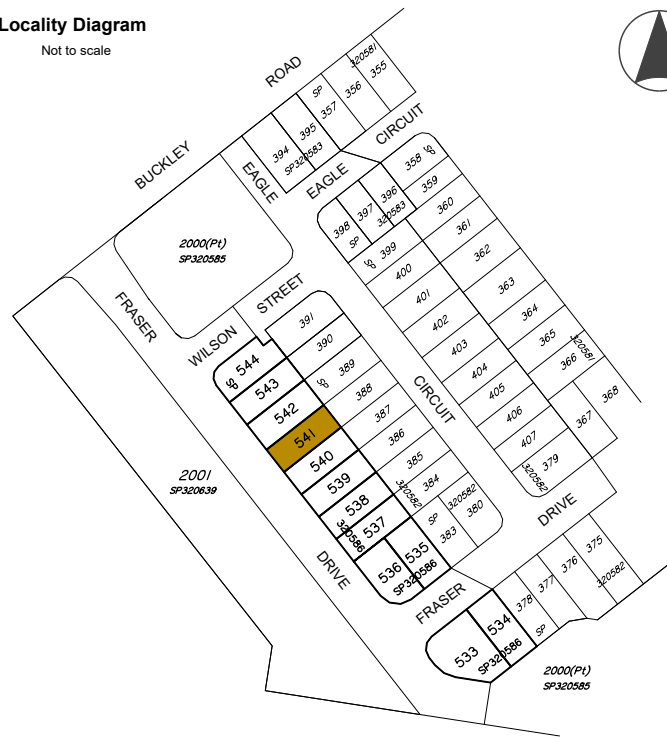 Locality Diagram
Not to scale
BUCKLEY
ROAD
394
395
SP320583
SP
357
356
320581
355
EAGLE
EAGLE
CIRCUIT
2000(Pt)
SP320585
398
397
396
SP
320583
358
SP
359
360
361
362
363
364
365
366
320581
367
368
SP
399
400
401
402
403
404
405
406
407
320582
379
FRASER
WILSON
STREET
391
390
389
SP
388
387
386
385
384
320582
CIRCUIT
SP
383
320582
380
SP
544
543
542
541
540
539
538
537
320586
536
535
SP320586
2001
SP320639
DRIVE
FRASER
DRIVE
533
534
SP320586
378
377
376
375
SP
320582
2000(Pt)
SP320585